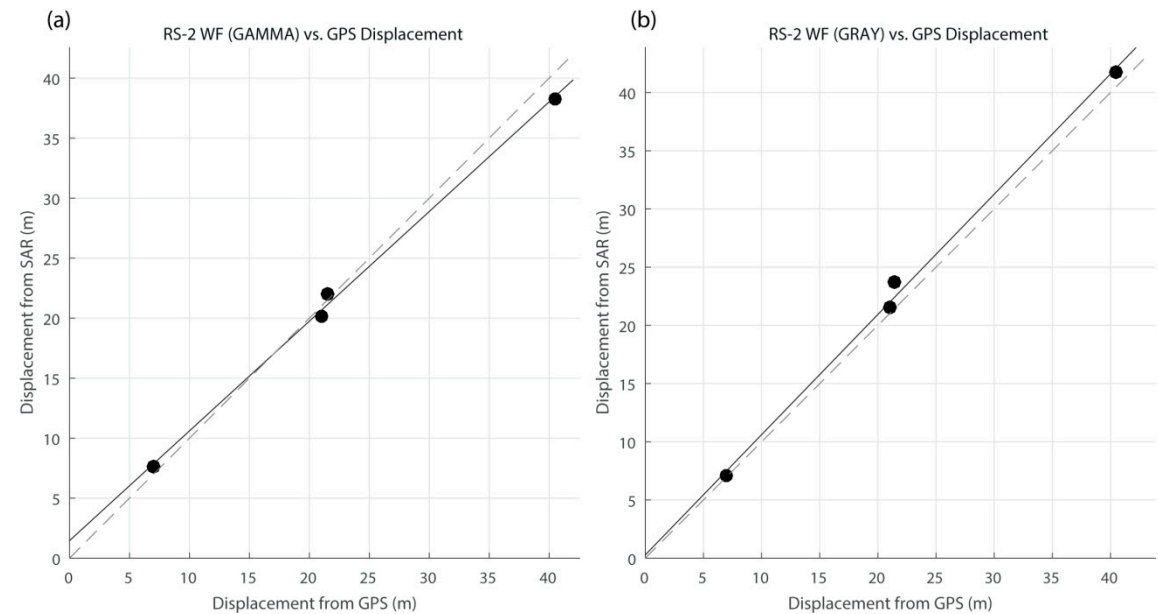 (a)
RS-2 WF (GAMMA) vs. GPS Displacement
Displacement from SAR (m)
40
35
30
25
20
15
10
5
0
0 5 10 15 20 25 30 35 40
Displacement from GPS (m)
(b)
RS-2 WF (GRAY) vs. GPS Displacement
Displacement from SAR (m)
40
35
30
25
20
15
10
5
0
0 5 10 15 20 25 30 35 40
Displacement from GPS (m)